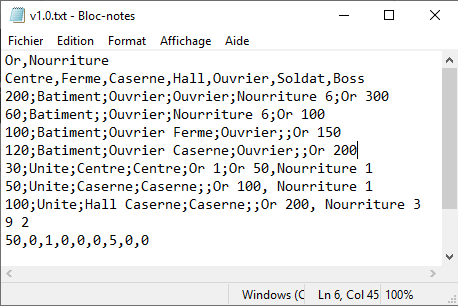 v1.0.txt - Bloc-notes
Fichier Edition Format Affichage Aide
Or,Nourriture
Centre,Ferme,Caserne,Hall,Ouvrier,Soldat,Boss
200;Batiment;Ouvrier;Ouvrier;Nourriture 6;Or 300
60;Batiment;;Ouvrier;Nourriture 6;Or 100
100;Batiment;Ouvrier Ferme;Ouvrier;;Or 150
120;Batiment;Ouvrier Caserne;Ouvrier;;Or 200
30;Unite;Centre;Centre;Or 1;Or 50,Nourriture 1
50;Unite;Caserne;Caserne;;Or 100, Nourriture 1
100;Unite;Hall Caserne;Caserne;;Or 200, Nourriture 3
9 2
50,0,1,0,0,0,5,0,0
Windows (C Ln 6, Col 45 100%